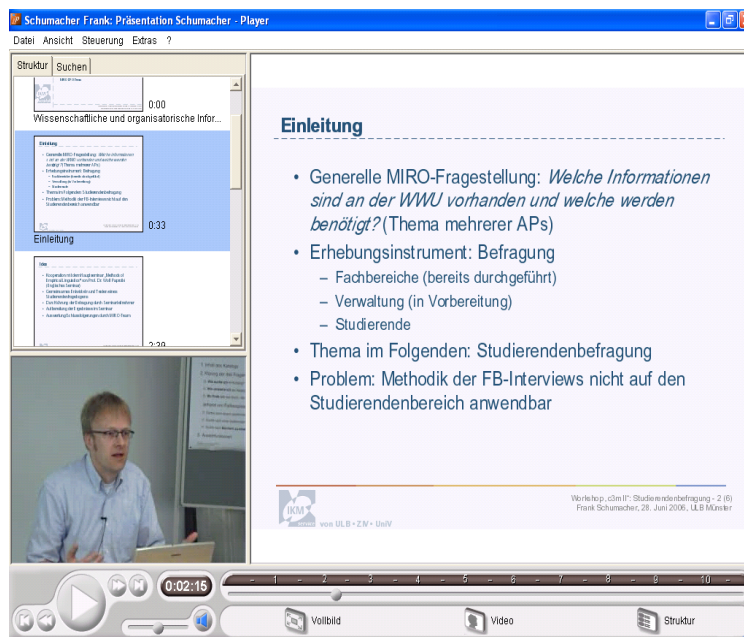 Schumacher Frank: Präsentation Schumacher - Player
Datei Ansicht Steuerung Extras ?
Struktur Suchen
0:00
Wissenschaftliche und organisatorische Infor...
Einleitung
0:33
Einleitung
Ziele
2:39
Einleitung
• Generelle MIRO-Fragestellung: Welche Informationen
sind an der WWU vorhanden und welche werden
benötigt? (Thema mehrerer APs)
• Erhebungsinstrument: Befragung
– Fachbereiche (bereits durchgeführt)
– Verwaltung (in Vorbereitung)
– Studierende
• Thema im Folgenden: Studierendenbefragung
• Problem: Methodik der FB-Interviews nicht auf den
Studierendenbereich anwendbar
IKM
von ULB • ZIV • UniV
Workshop „c3m II“: Studierendenbefragung - 2 (6)
Frank Schumacher, 28. Juni 2006, ULB Münster
0:02:15
1 2 3 4 5 6 7 8 9 10
Vollbild Video Struktur